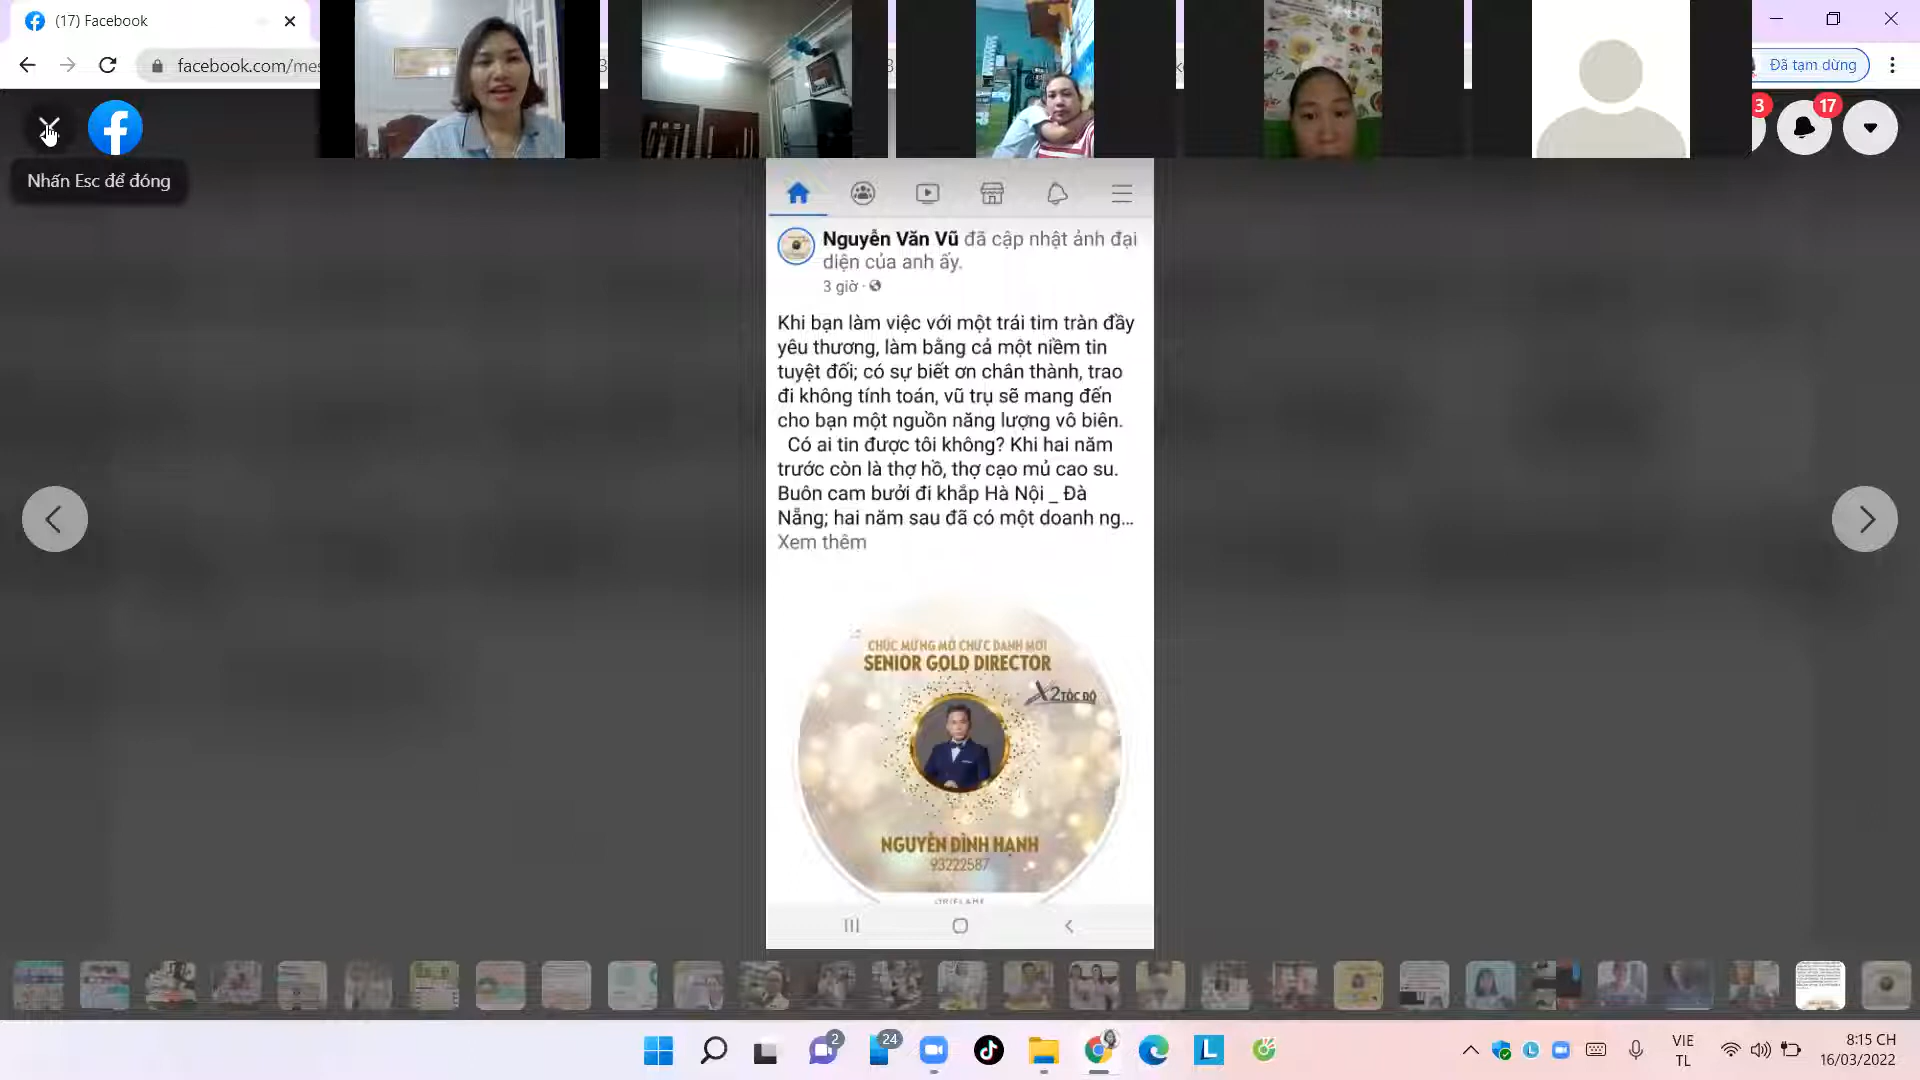 (17) Facebook
facebook.com/mes
Đã tạm dừng
3
17
Nhấn Esc để đóng
Nguyễn Văn Vũ đã cập nhật ảnh đại
diện của anh ấy.
3 giờ ·
Khi bạn làm việc với một trái tim tràn đầy
yêu thương, làm bằng cả một niềm tin
tuyệt đối; có sự biết ơn chân thành, trao
đi không tính toán, vũ trụ sẽ mang đến
cho bạn một nguồn năng lượng vô biên.
Có ai tin được tôi không? Khi hai năm
trước còn là thợ hồ, thợ cạo mủ cao su.
Buôn cam bưởi đi khắp Hà Nội _ Đà
Nẵng; hai năm sau đã có một doanh ng...
Xem thêm
CHÚC MỪNG MỞ CHỨC DANH MỚI
SENIOR GOLD DIRECTOR
X2 TỐC ĐỘ
NGUYỄN ĐÌNH HẠNH
93222587
ORIFLAME
2
24
VIE
TL
8:15 CH
16/03/2022